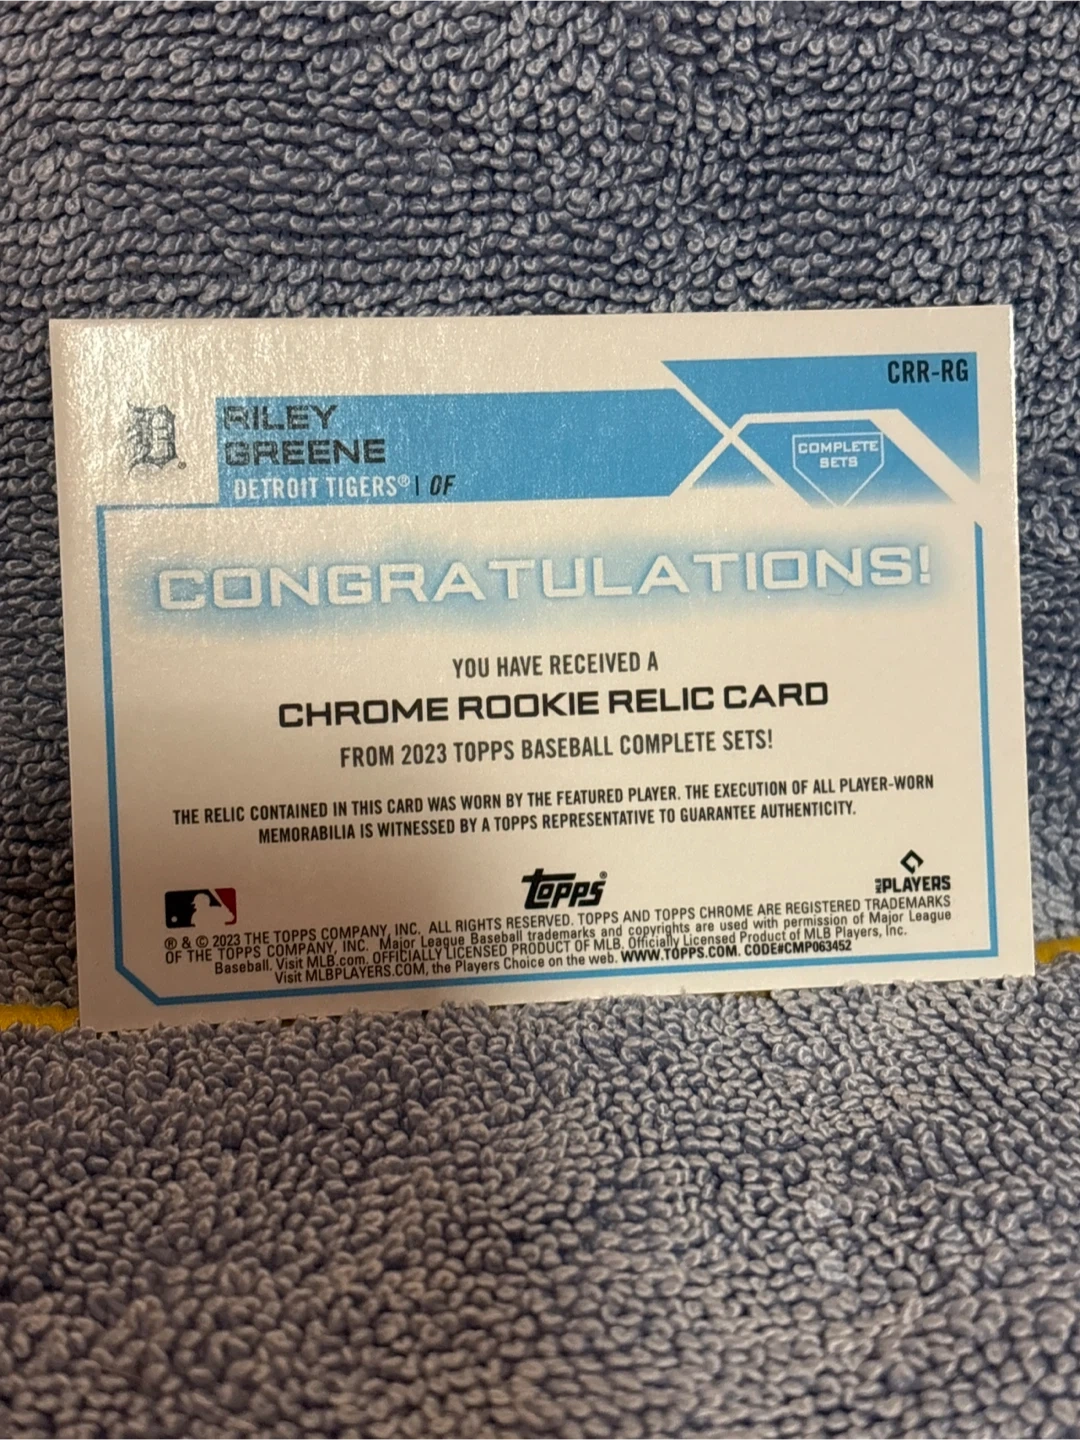 CRR-RG
RILEY
GREENE
DETROIT TIGERS® | OF
COMPLETE
SETS
CONGRATULATIONS!
YOU HAVE RECEIVED A
CHROME ROOKIE RELIC CARD
FROM 2023 TOPPS BASEBALL COMPLETE SETS!
THE RELIC CONTAINED IN THIS CARD WAS WORN BY THE FEATURED PLAYER. THE EXECUTION OF ALL PLAYER-WORN
MEMORABILIA IS WITNESSED BY A TOPPS REPRESENTATIVE TO GUARANTEE AUTHENTICITY.
TOPPS®
MLB PLAYERS
® & © 2023 THE TOPPS COMPANY, INC. ALL RIGHTS RESERVED. TOPPS AND TOPPS CHROME ARE REGISTERED TRADEMARKS
OF THE TOPPS COMPANY, INC. Major League Baseball trademarks and copyrights are used with permission of Major League
Baseball. Visit MLB.com. OFFICIALLY LICENSED PRODUCT OF MLB. Officially Licensed Product of MLB Players, Inc.
Visit MLBPLAYERS.COM, the Players Choice on the web. WWW.TOPPS.COM. CODE#CMP063452